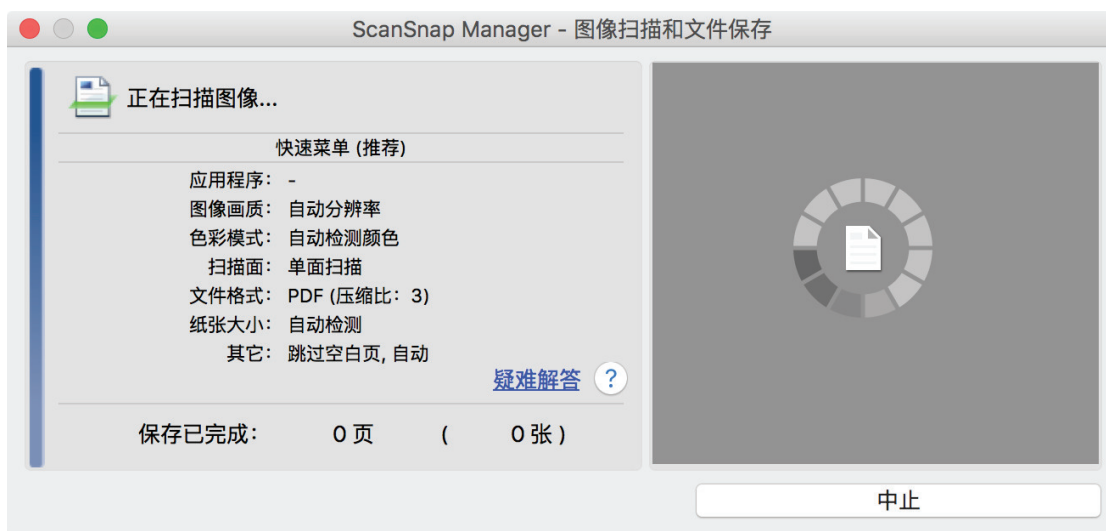 ScanSnap Manager - 图像扫描和文件保存
正在扫描图像...
快速菜单 (推荐)
应用程序： -
图像画质： 自动分辨率
色彩模式： 自动检测颜色
扫描面： 单面扫描
文件格式： PDF (压缩比：3)
纸张大小： 自动检测
其它： 跳过空白页, 自动
疑难解答 ?
保存已完成： 0 页 ( 0 张 )
中止